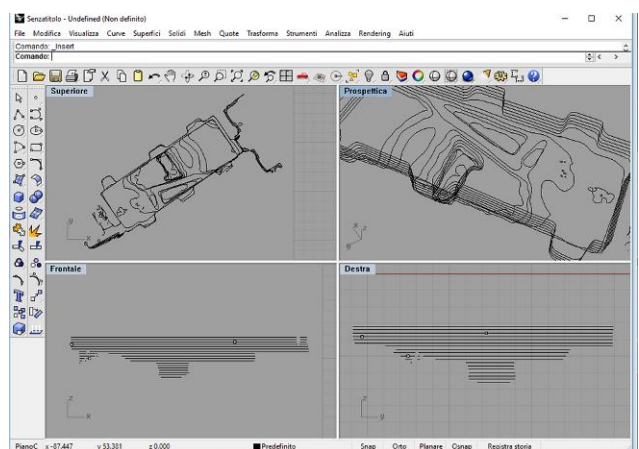 Senzatitolo - Undefined (Non definito)
File Modifica Visualizza Curve Superfici Solidi Mesh Quote Trasforma Strumenti Analizza Rendering Aiuti
Comando: _Insert
Comando:
Superiore
Prospettica
y
x
z
y
x
Frontale
Destra
z
x
z
y
PianoC x -87.447 y 53.381 z 0.000 Predefinito Snap Orto Planare Osnap Registra storia